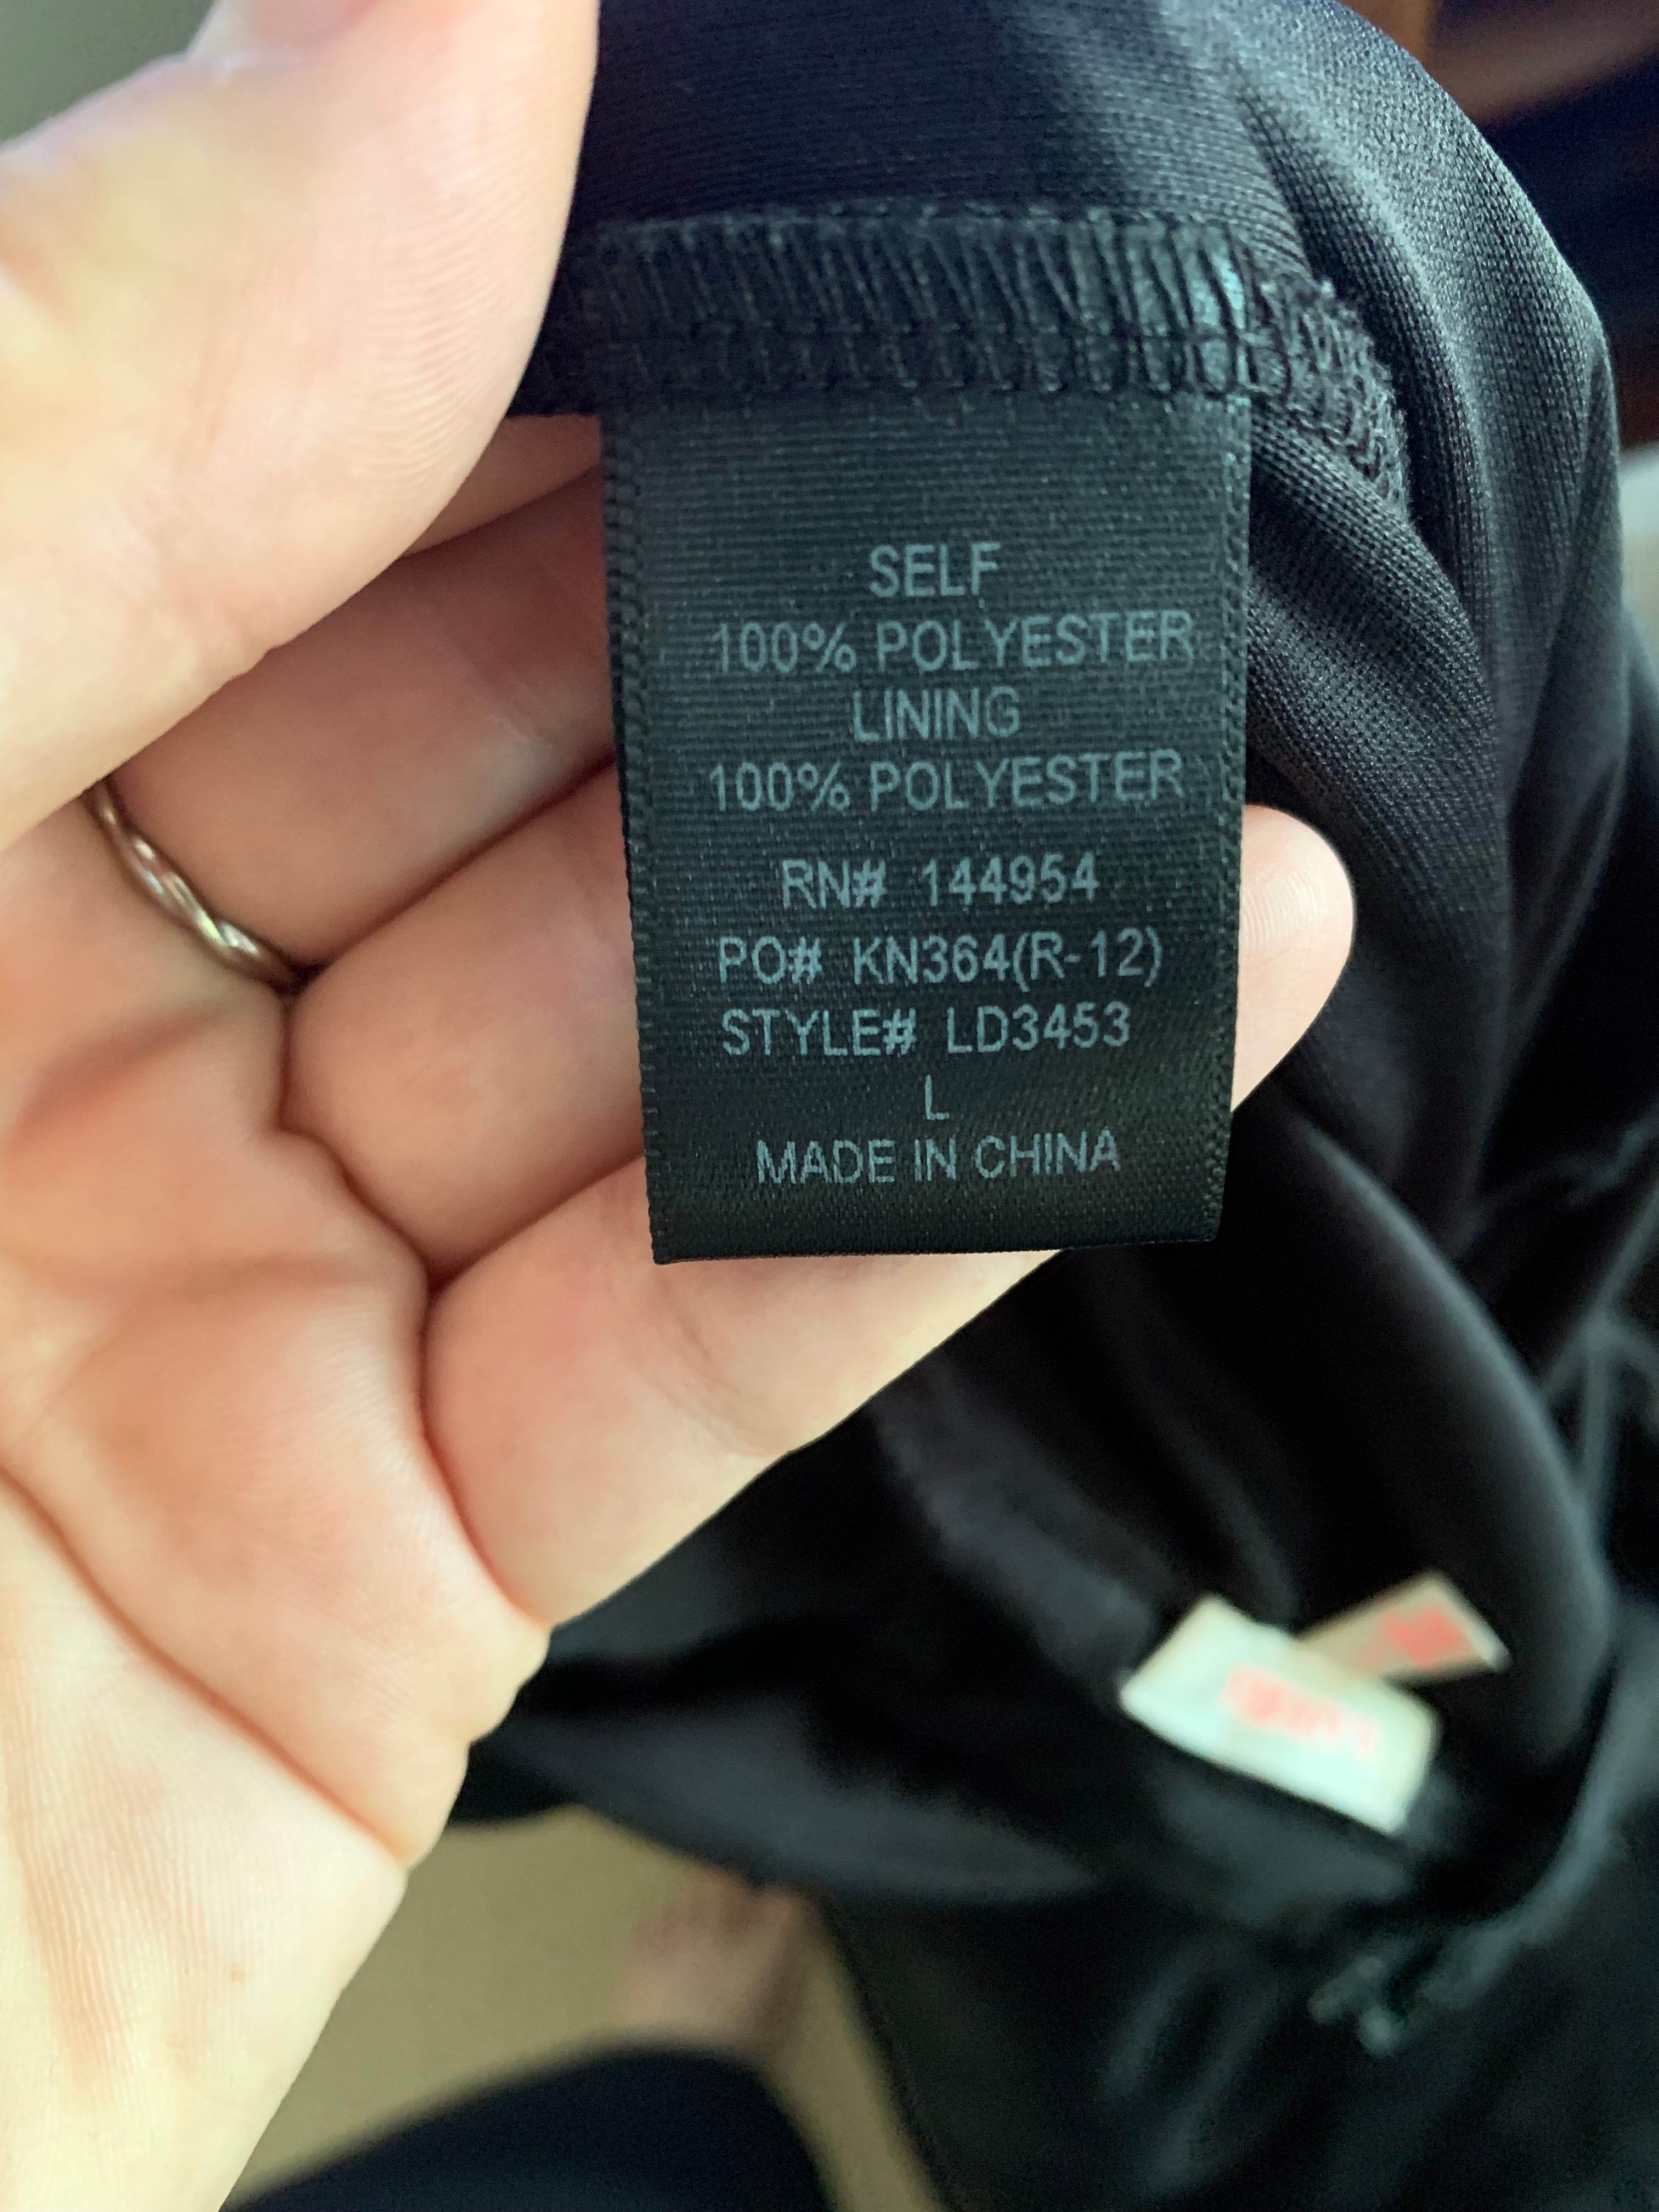 SELF
100% POLYESTER
LINING
100% POLYESTER
RN# 144954
PO# KN364(R-12)
STYLE# LD3453
L
MADE IN CHINA